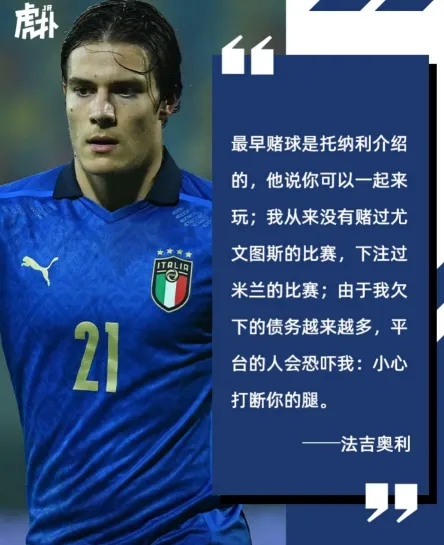 虎扑
JR
最早赌球是托纳利介绍
的，他说你可以一起来
玩；我从来没有赌过尤
文图斯的比赛，下注过
米兰的比赛；由于我欠
下的债务越来越多，平
台的人会恐吓我：小心
打断你的腿。
——法吉奥利
ITALIA
21